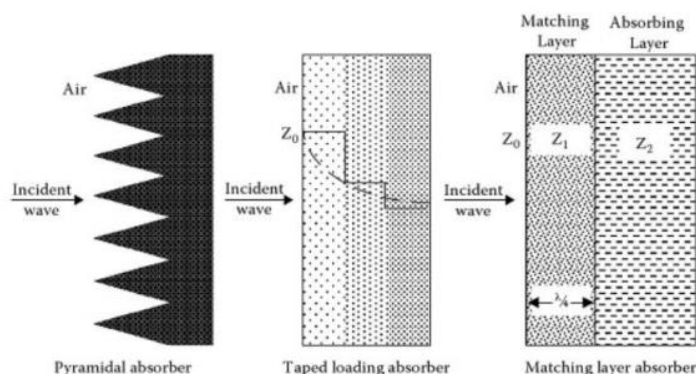 Matching
Layer
Absorbing
Layer
Air
Air
Air
Z0
Z0
Z1
Z2
Incident
wave
Incident
wave
Incident
wave
λ/4
Pyramidal absorber
Taped loading absorber
Matching layer absorber